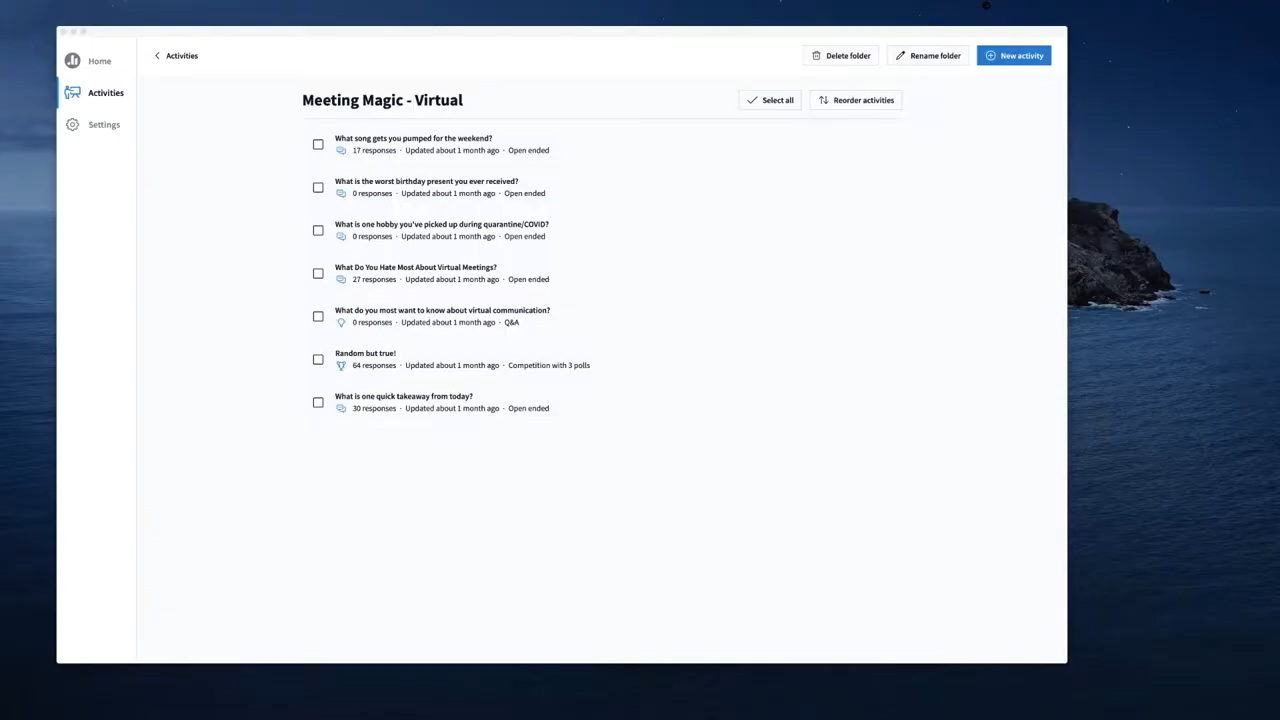 Home
Activities
Settings
Activities
Delete folder
Rename folder
New activity
Meeting Magic - Virtual
Select all
Reorder activities
What song gets you pumped for the weekend?
17 responses · Updated about 1 month ago · Open ended
What is the worst birthday present you ever received?
0 responses · Updated about 1 month ago · Open ended
What is one hobby you've picked up during quarantine/COVID?
0 responses · Updated about 1 month ago · Open ended
What Do You Hate Most About Virtual Meetings?
27 responses · Updated about 1 month ago · Open ended
What do you most want to know about virtual communication?
0 responses · Updated about 1 month ago · Q&A
Random but true!
64 responses · Updated about 1 month ago · Competition with 3 polls
What is one quick takeaway from today?
30 responses · Updated about 1 month ago · Open ended